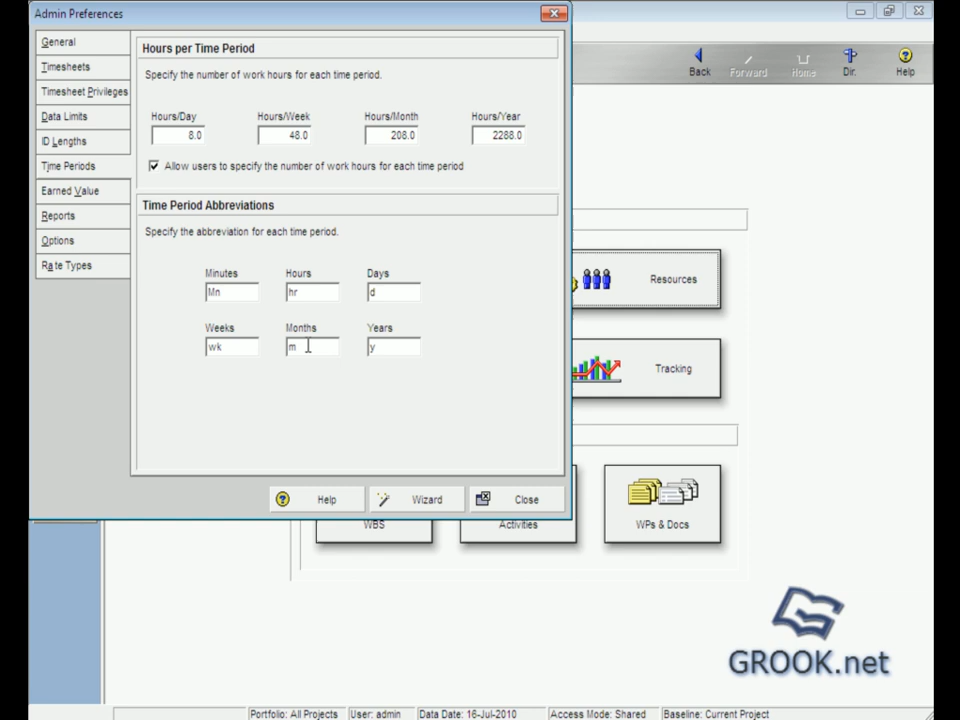 Admin Preferences
General
Timesheets
Timesheet Privileges
Data Limits
ID Lengths
Time Periods
Earned Value
Reports
Options
Rate Types
Hours per Time Period
Specify the number of work hours for each time period.
Hours/Day Hours/Week Hours/Month Hours/Year
8.0 48.0 208.0 2288.0
Allow users to specify the number of work hours for each time period
Time Period Abbreviations
Specify the abbreviation for each time period.
Minutes Hours Days
Mn hr d
Weeks Months Years
wk m y
Help Wizard Close
Back Forward Home Dir. Help
Resources
Tracking
WBS Activities WPs & Docs
GROOK.net
Portfolio: All Projects User: admin Data Date: 16-Jul-2010 Access Mode: Shared Baseline: Current Project